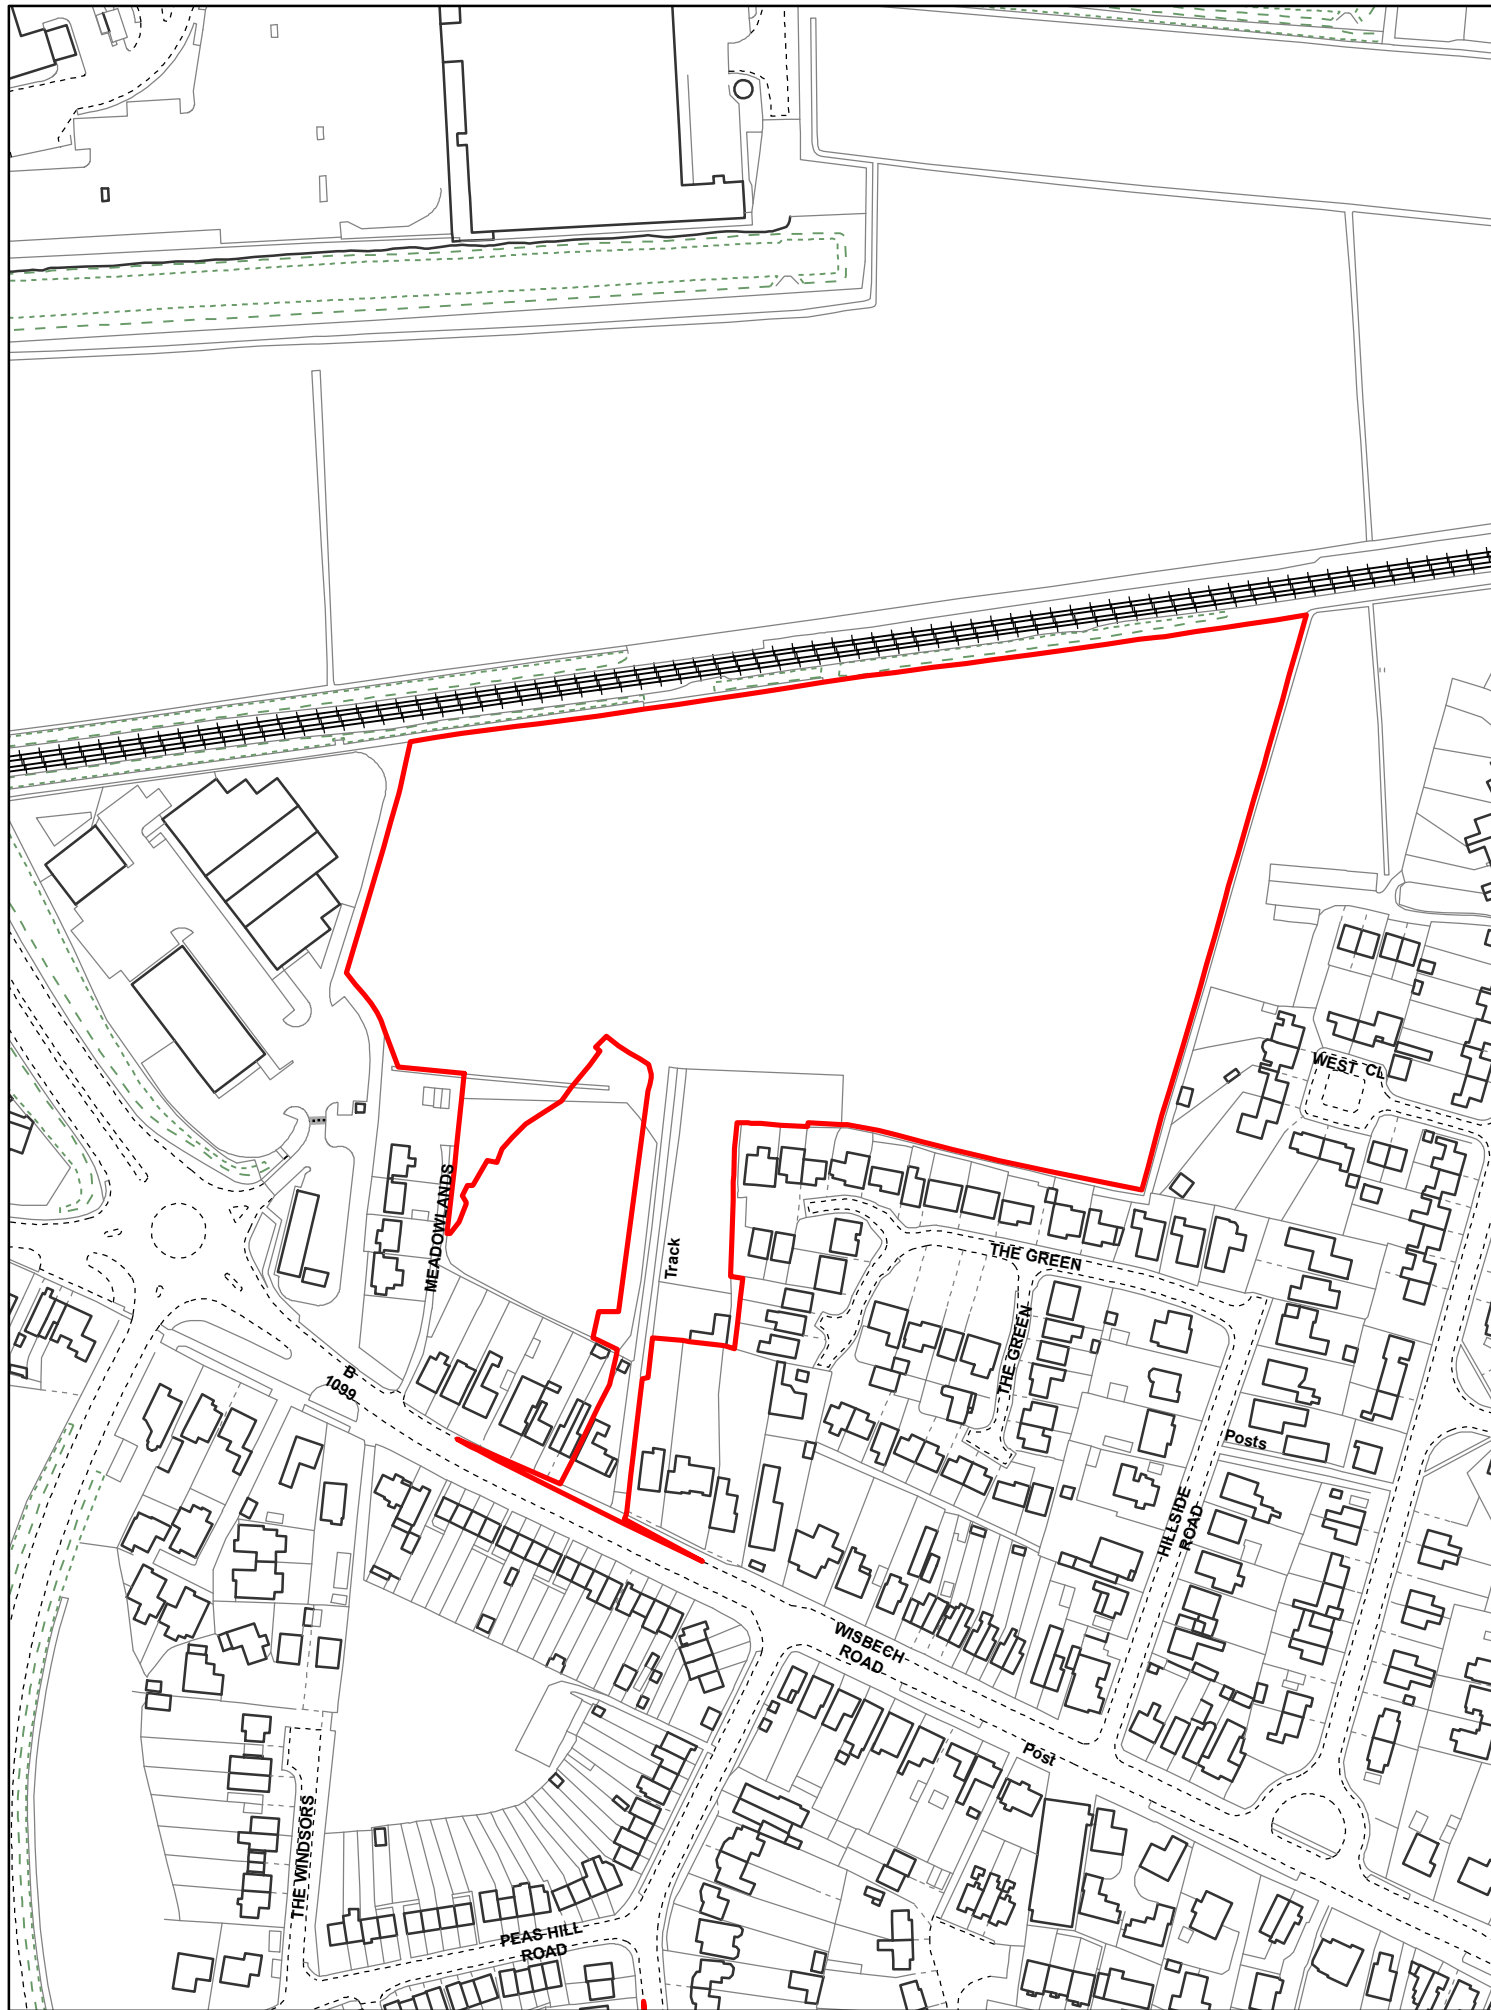 WEST CL
MEADOWLANDS
Track
THE GREEN
THE GREEN
B
1099
Posts
HILLSIDE
ROAD
WISBECH
ROAD
Post
THE WINDSORS
PEAS HILL
ROAD